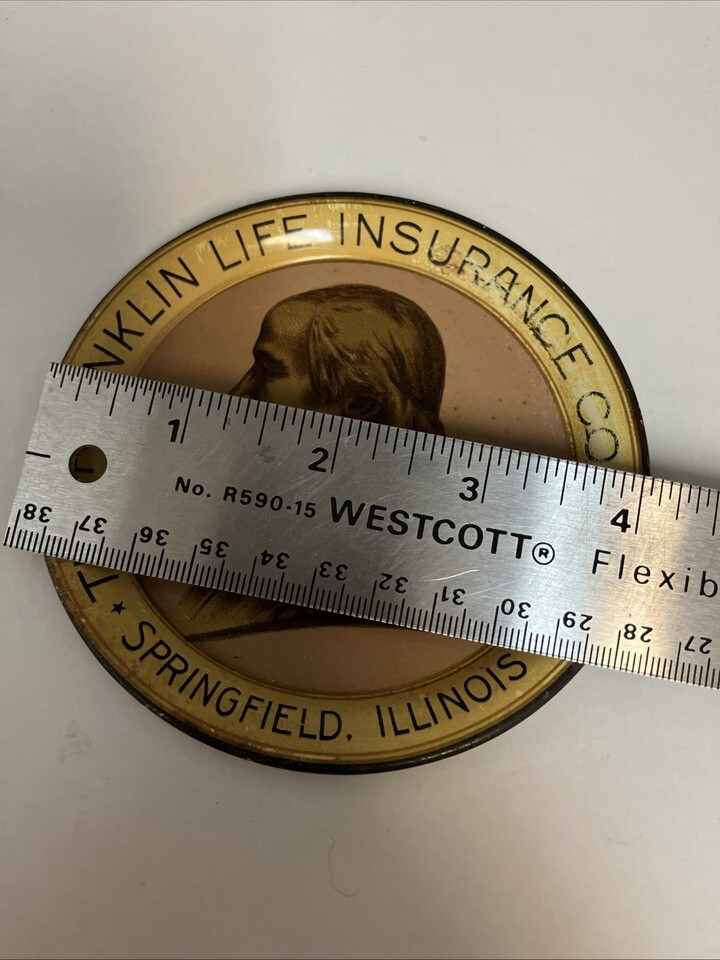 NKLIN LIFE INSURANCE CO
1 2 3 4
No. R590-15 WESTCOTT® Flexib
38 37 36 35 34 33 32 31 30 29 28 27
T
★ SPRINGFIELD, ILLINOIS